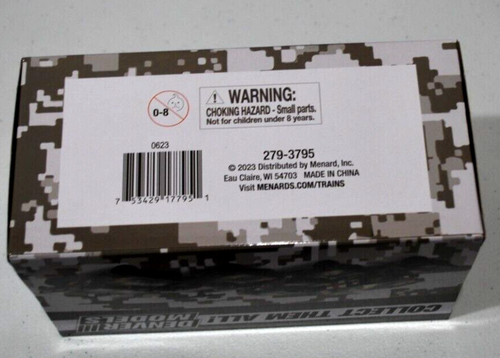 0-8
WARNING:
CHOKING HAZARD - Small parts.
Not for children under 8 years.
0623
7 53429 17795 1
279-3795
© 2023 Distributed by Menard, Inc.
Eau Claire, WI 54703 MADE IN CHINA
Visit MENARDS.COM/TRAINS
COLLECT THEM ALL!
DENVER
MODELS